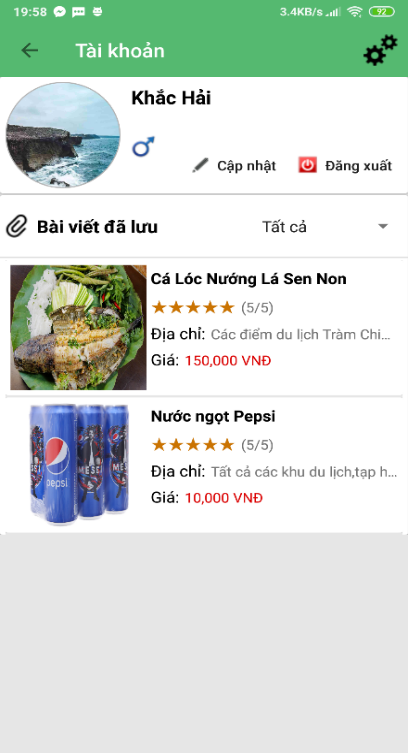 19:58
3.4KB/s
92
Tài khoản
Khắc Hải
Cập nhật
Đăng xuất
Bài viết đã lưu
Tất cả
Cá Lóc Nướng Lá Sen Non
(5/5)
Địa chỉ: Các điểm du lịch Tràm Chi...
Giá: 150,000 VNĐ
Nước ngọt Pepsi
(5/5)
Địa chỉ: Tất cả các khu du lịch,tạp h...
Giá: 10,000 VNĐ
pepsi
MESSI